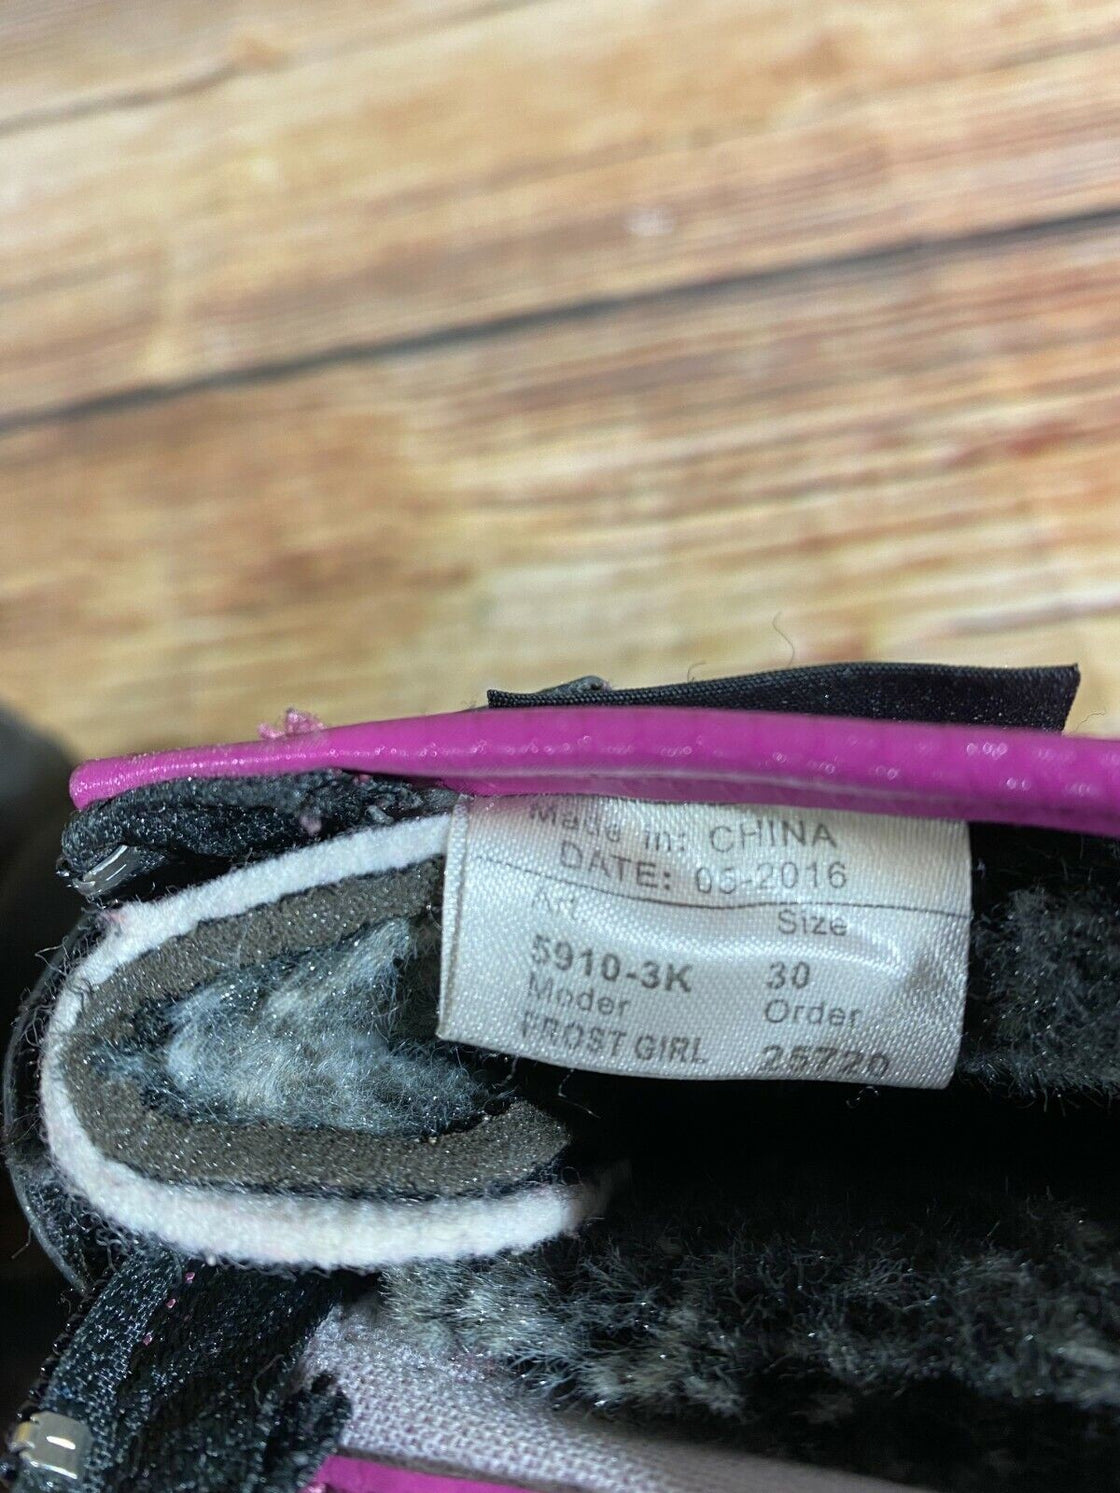 Made in: CHINA
DATE: 05-2016
Art Size
5910-3K 30
Moder Order
FROST GIRL 25720